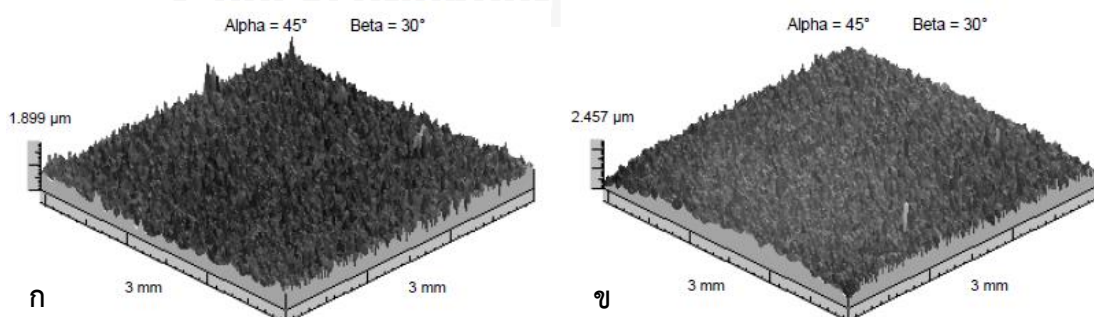 Alpha = 45° Beta = 30°
1.899 µm
3 mm 3 mm
ก
Alpha = 45° Beta = 30°
2.457 µm
3 mm 3 mm
ข